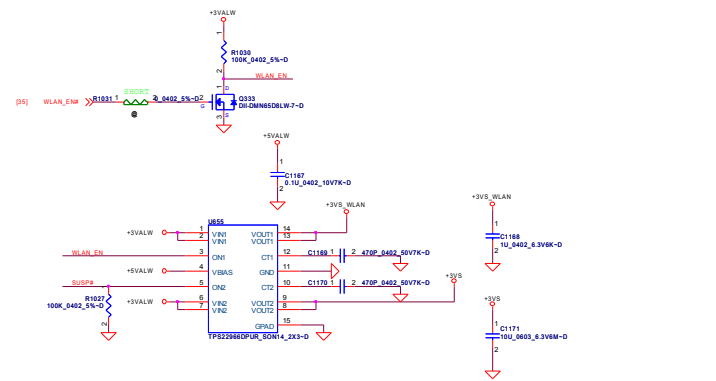 +3VALW
1
R1030
100K_0402_5%~D
2
WLAN_EN
SHORT
[35] WLAN_EN# R1031 1 2 0_0402_5%~D 2 G
1 D
Q333
DII-DMN65D8LW-7~D
3 S
@
+5VALW
1
C1167
0.1U_0402_10V7K~D
2
+3VS_WLAN
U655
+3VALW 1 VIN1 VOUT1 14
2 VIN1 VOUT1 13
WLAN_EN 3 ON1 CT1 12 C1169 1 2 470P_0402_50V7K~D
+5VALW 4 VBIAS GND 11
SUSP# 5 ON2 CT2 10 C1170 1 2 470P_0402_50V7K~D
+3VS
1
R1027
100K_0402_5%~D
2
+3VALW 6 VIN2 VOUT2 9
7 VIN2 VOUT2 8
GPAD 15
TPS22966DPUR_SON14_2X3~D
+3VS_WLAN
1
C1168
1U_0402_6.3V6K~D
2
+3VS
1
C1171
10U_0603_6.3V6M~D
2